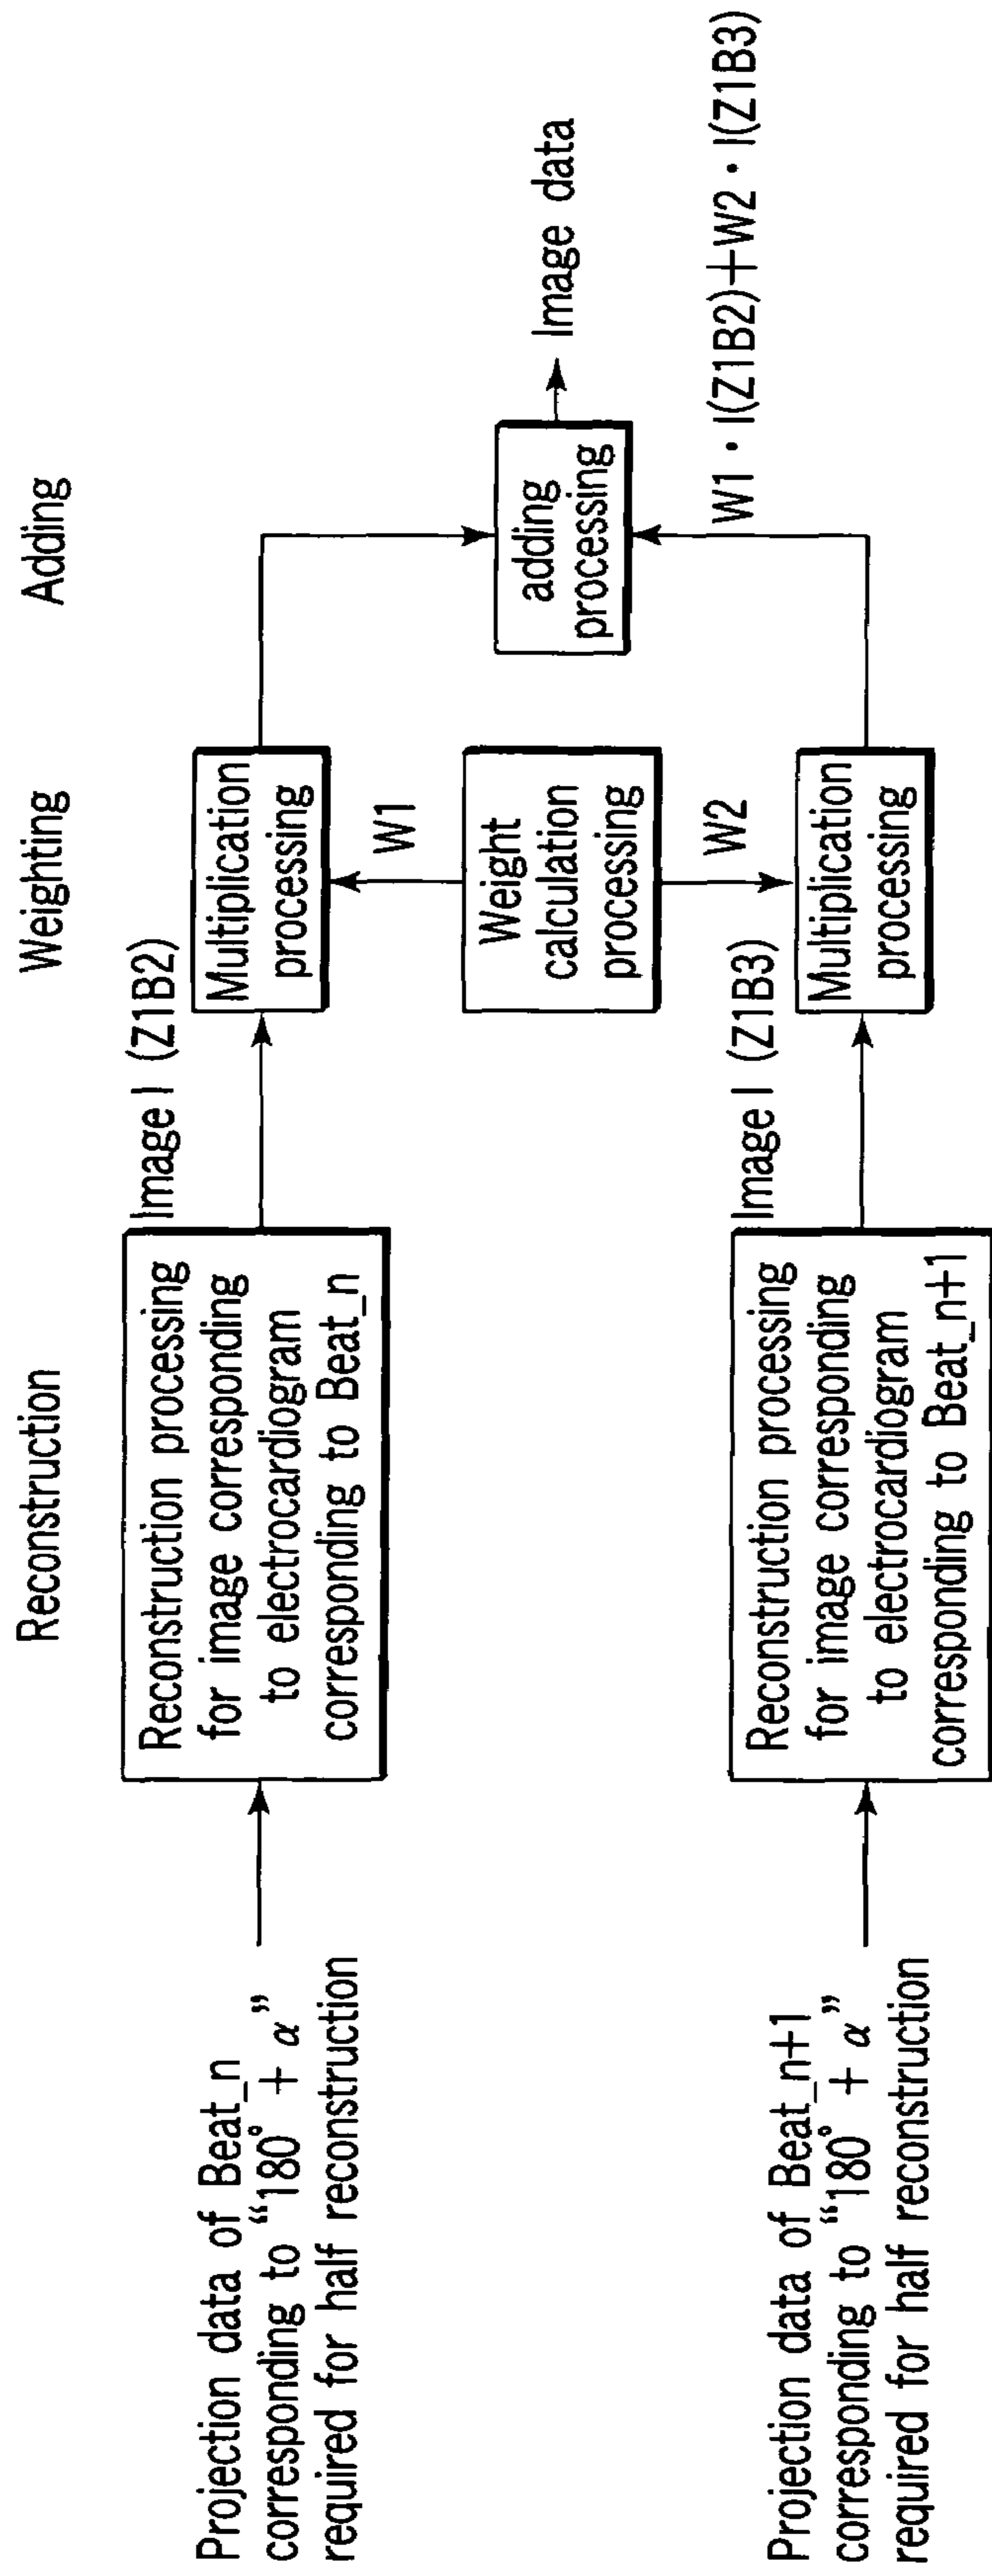 Reconstruction
Weighting
Adding
Projection data of Beat_n
corresponding to “180° + α”
required for half reconstruction
Reconstruction processing
for image corresponding
to electrocardiogram
corresponding to Beat_n
Image I (Z1B2)
Multiplication
processing
W1
Weight
calculation
processing
W2
adding
processing
Image data
W1 · I(Z1B2)+W2 · I(Z1B3)
Projection data of Beat_n+1
corresponding to “180° + α”
required for half reconstruction
Reconstruction processing
for image corresponding
to electrocardiogram
corresponding to Beat_n+1
Image I (Z1B3)
Multiplication
processing